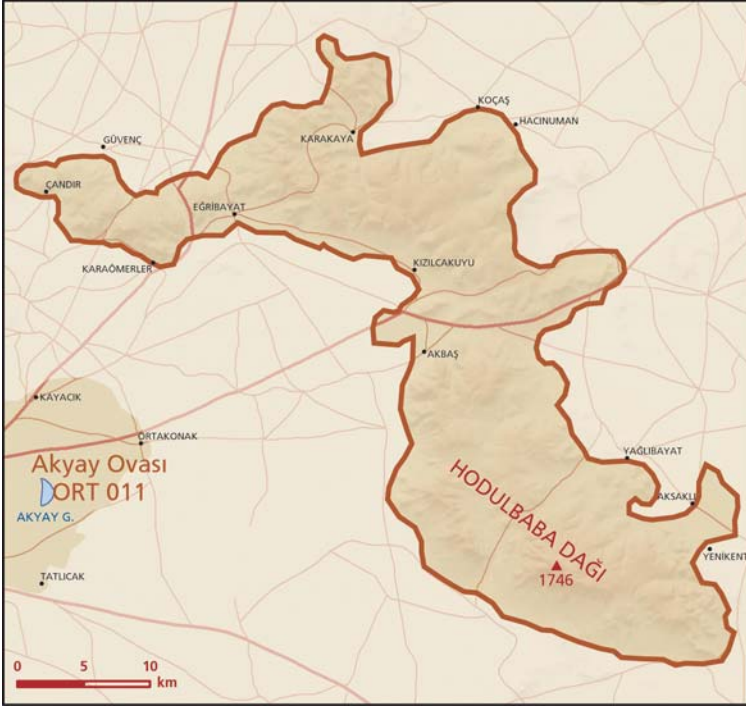 KOÇAŞ
HACINUMAN
KARAKAYA
GÜVENÇ
ÇANDIR
EĞRİBAYAT
KARAÖMERLER
KIZILCAKUYU
AKBAŞ
KAYACIK
ORTAKONAK
YAĞLIBAYAT
Akyay Ovası
ORT 011
AKYAY G.
HODULBABA DAĞI
1746
AKSAKLI
YENİKENT
TATLICAK
0 5 10
km